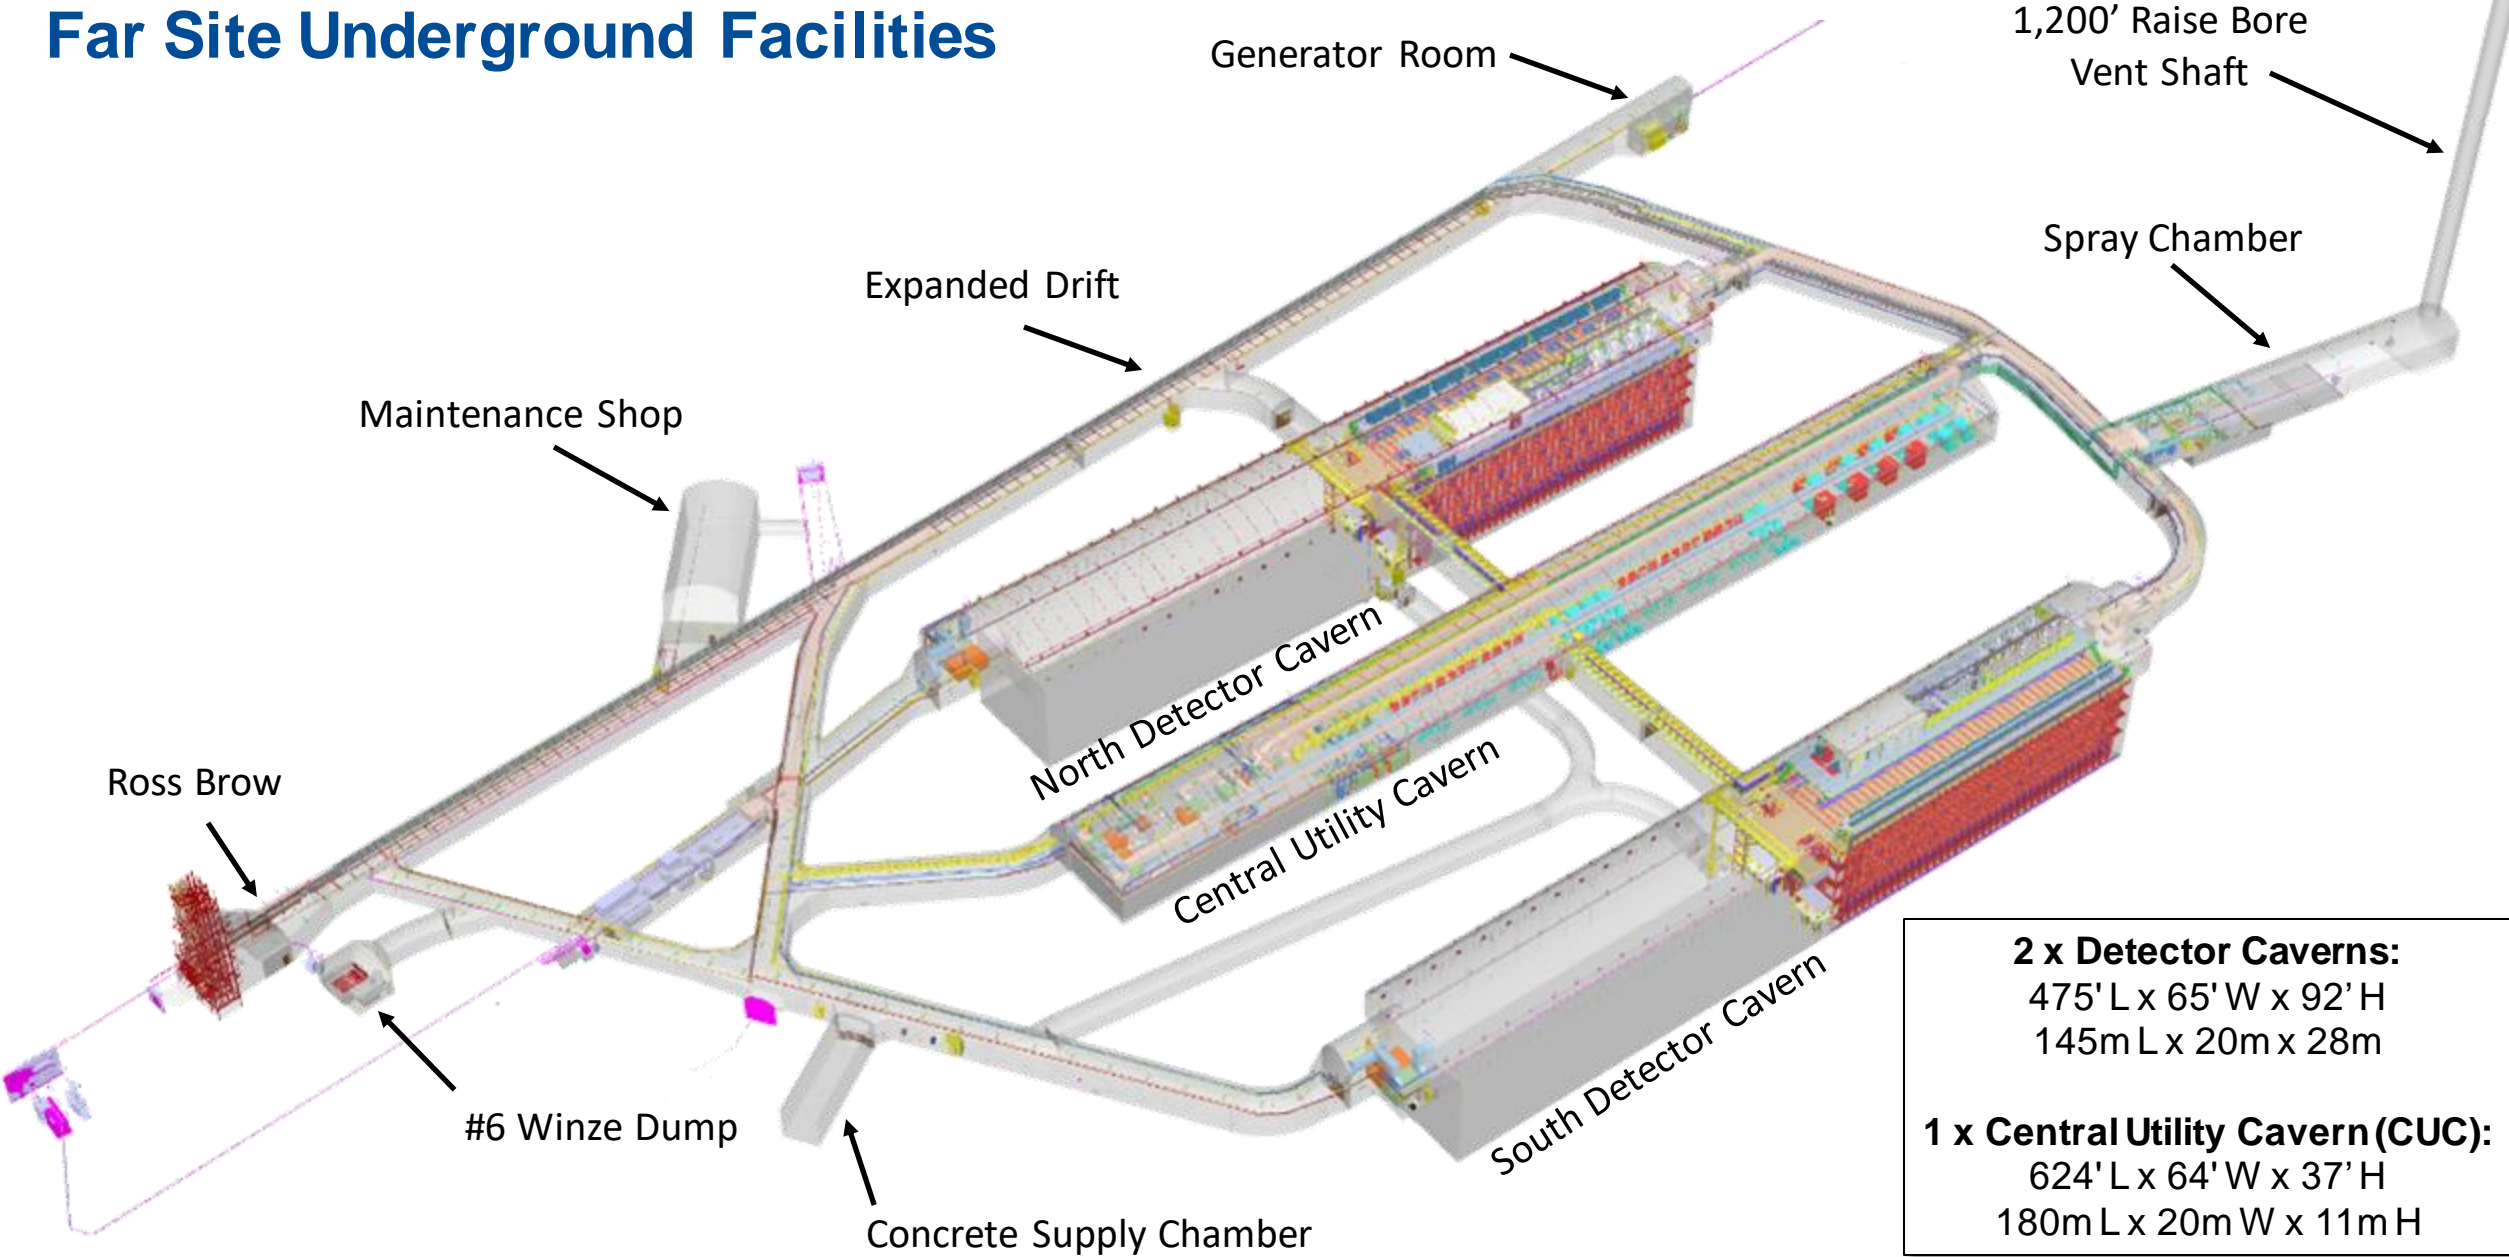 Far Site Underground Facilities
Generator Room
1,200’ Raise Bore
Vent Shaft
Spray Chamber
Expanded Drift
Maintenance Shop
Ross Brow
North Detector Cavern
Central Utility Cavern
South Detector Cavern
#6 Winze Dump
Concrete Supply Chamber
2 x Detector Caverns:
475' L x 65' W x 92’ H
145m L x 20m x 28m
1 x Central Utility Cavern (CUC):
624' L x 64' W x 37’ H
180m L x 20m W x 11m H